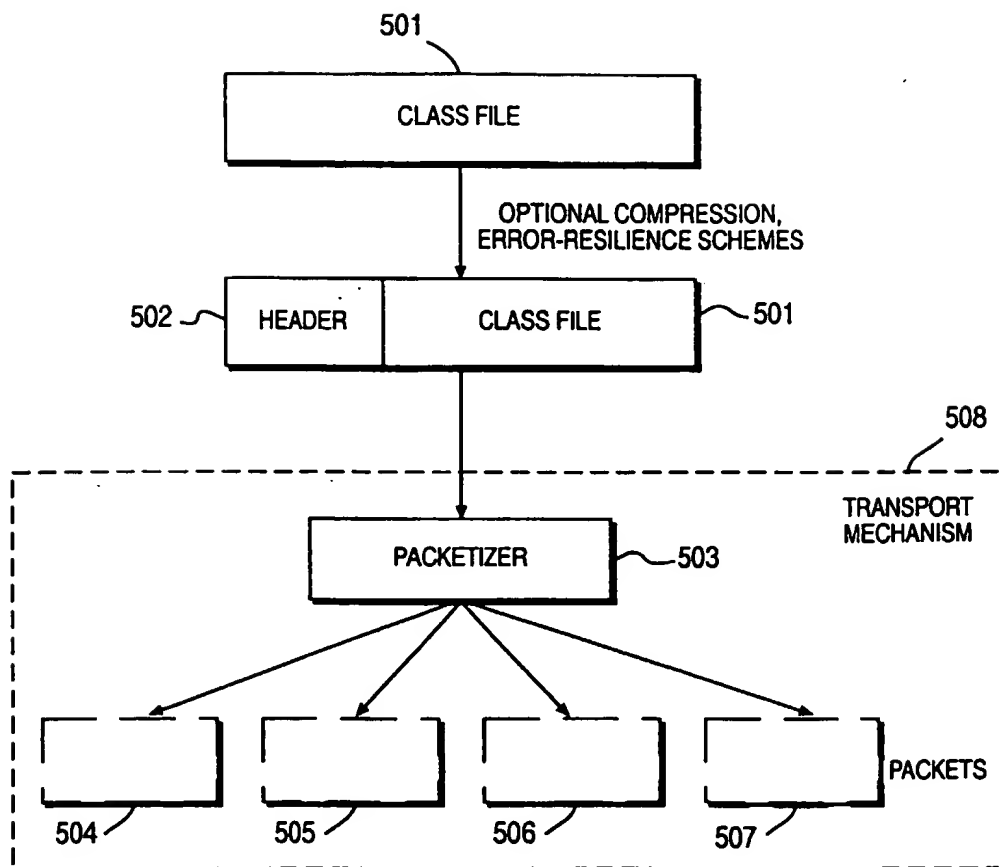 501
CLASS FILE
OPTIONAL COMPRESSION,
ERROR-RESILIENCE SCHEMES
502
HEADER
CLASS FILE
501
508
TRANSPORT
MECHANISM
PACKETIZER
503
PACKETS
504
505
506
507